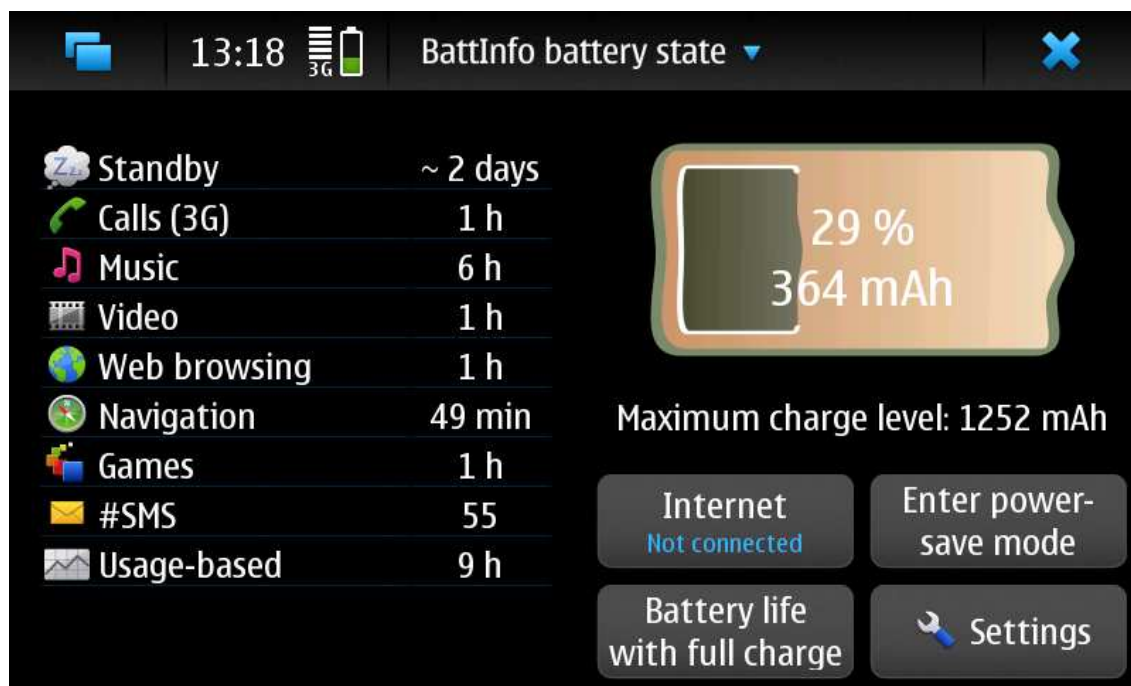 13:18 3G BattInfo battery state
Standby ~ 2 days
Calls (3G) 1 h
Music 6 h
Video 1 h
Web browsing 1 h
Navigation 49 min
Games 1 h
#SMS 55
Usage-based 9 h
29 %
364 mAh
Maximum charge level: 1252 mAh
Internet
Not connected
Enter power-
save mode
Battery life
with full charge
Settings